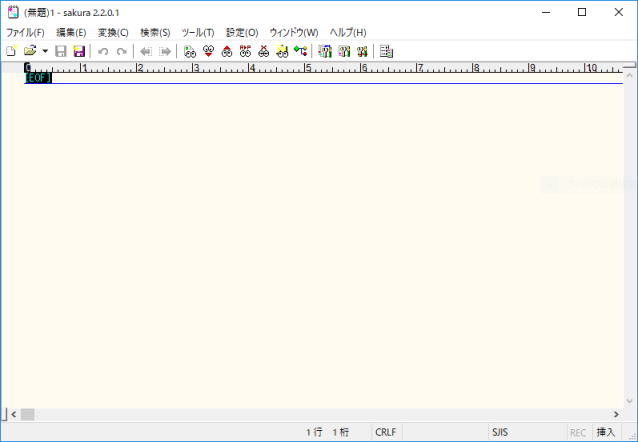 (無題)1 - sakura 2.2.0.1
ファイル(F) 編集(E) 変換(C) 検索(S) ツール(T) 設定(O) ウィンドウ(W) ヘルプ(H)
0 1 2 3 4 5 6 7 8 9 10
[EOF]
1 行 1 桁 CRLF SJIS REC 挿入